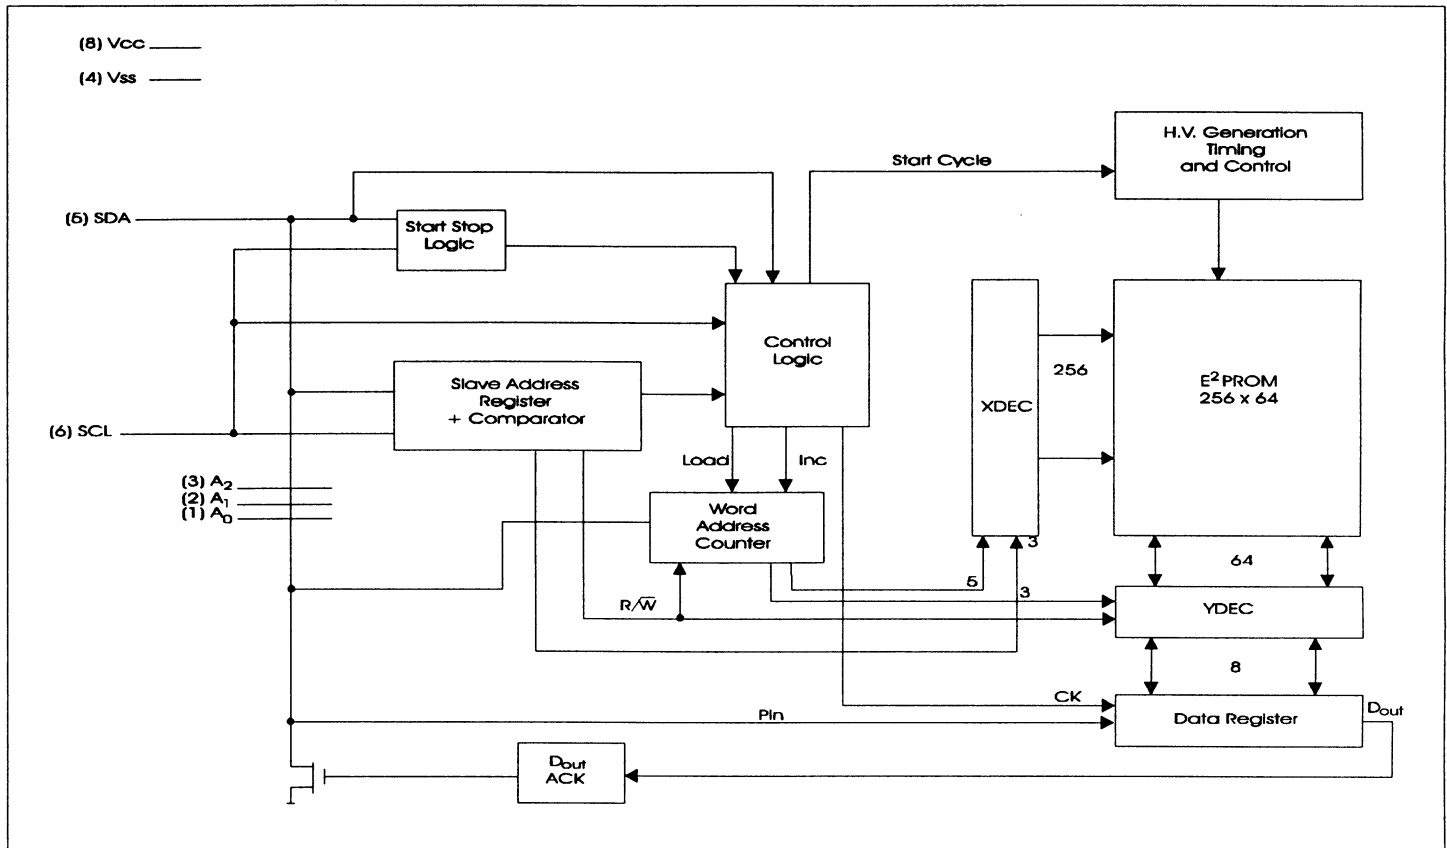 (8) Vcc
(4) Vss
H.V. Generation
Timing
and Control
Start Cycle
(5) SDA
Start Stop
Logic
Control
Logic
XDEC
256
E²PROM
256 x 64
Slave Address
Register
+ Comparator
(6) SCL
Load
Inc
(3) A₂
(2) A₁
(1) A₀
Word
Address
Counter
3
64
5
3
R/W̅
YDEC
8
CK
Pin
Data Register
Dout
Dout
ACK